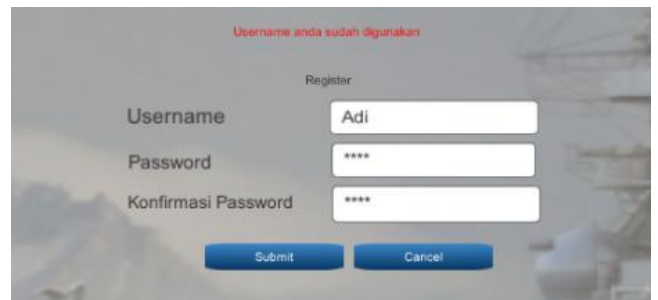 Username anda sudah digunakan
Register
Username Adi
Password ****
Konfirmasi Password ****
Submit Cancel